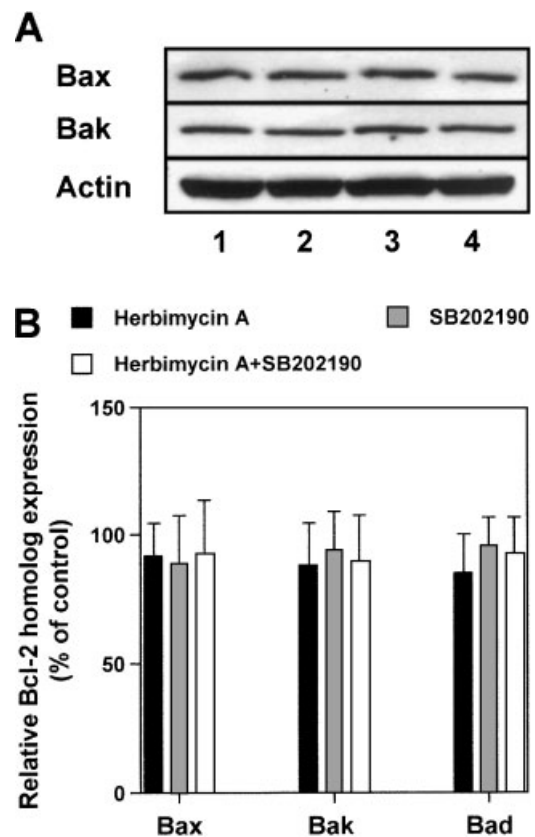 A
Bax
Bak
Actin
1 2 3 4
B
Herbimycin A
SB202190
Herbimycin A+SB202190
Relative Bcl-2 homolog expression
(% of control)
150
100
50
0
Bax Bak Bad